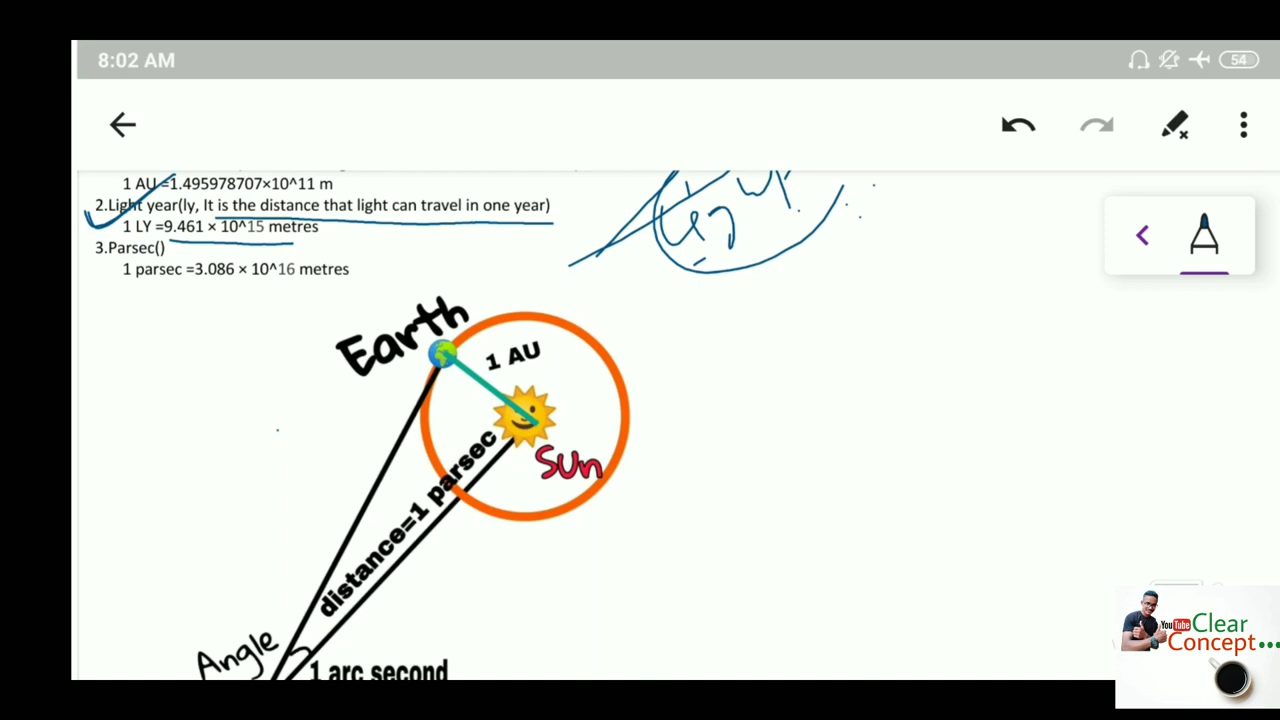 8:02 AM
54
1 AU =1.495978707×10^11 m
2.Light year(ly, It is the distance that light can travel in one year)
1 LY =9.461 × 10^15 metres
3.Parsec()
1 parsec =3.086 × 10^16 metres
Earth
1 AU
Sun
distance=1 parsec
Angle
1 arc second
YouTube Clear
Concept